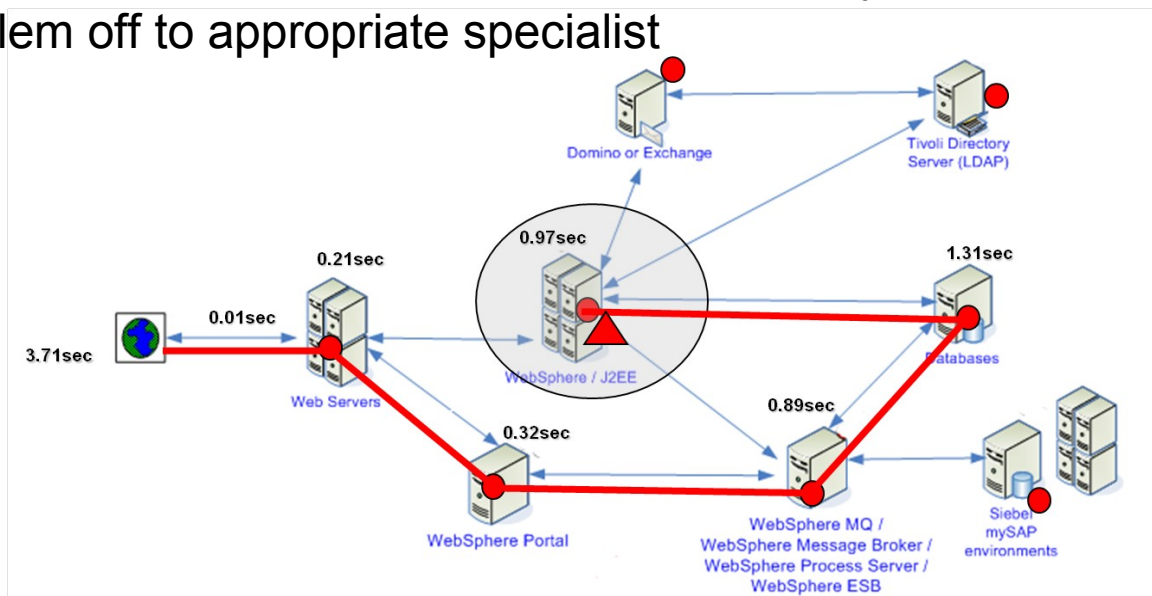 lem off to appropriate specialist
Domino or Exchange
Tivoli Directory
Server (LDAP)
0.97sec
1.31sec
0.21sec
0.01sec
3.71sec
WebSphere / J2EE
Databases
Web Servers
0.89sec
0.32sec
WebSphere Portal
WebSphere MQ /
WebSphere Message Broker /
WebSphere Process Server /
WebSphere ESB
Siebel
mySAP
environments